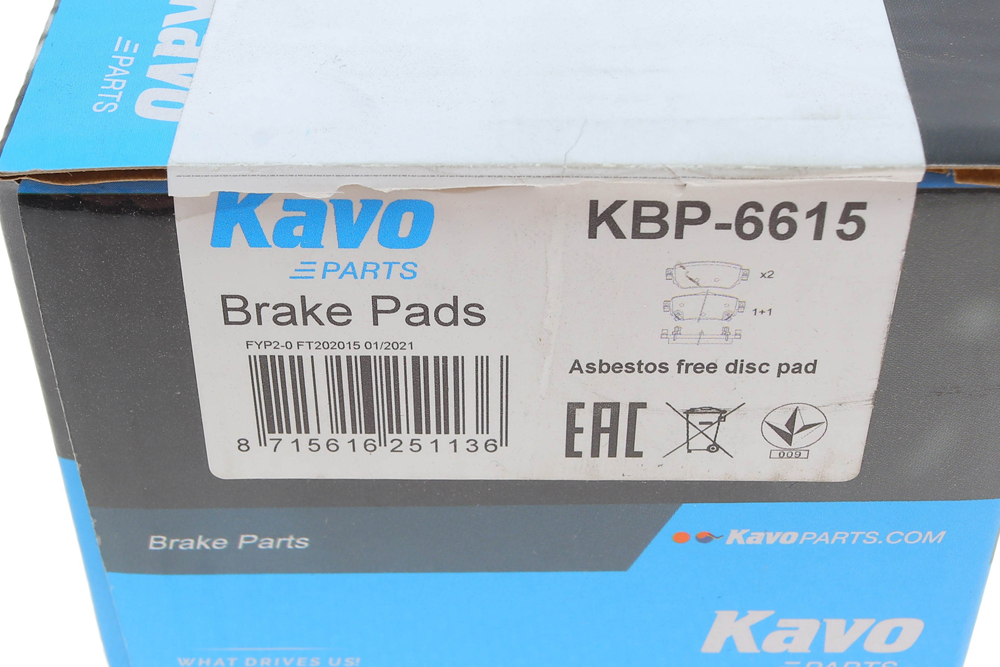 Kavo
PARTS
Kavo
PARTS
KBP-6615
x2
1+1
Brake Pads
FYP2-0 FT202015 01/2021
Asbestos free disc pad
8 715616 251136
EAC
009
Brake Parts
KavoPARTS.COM
Kavo
PARTS
WHAT DRIVES US!